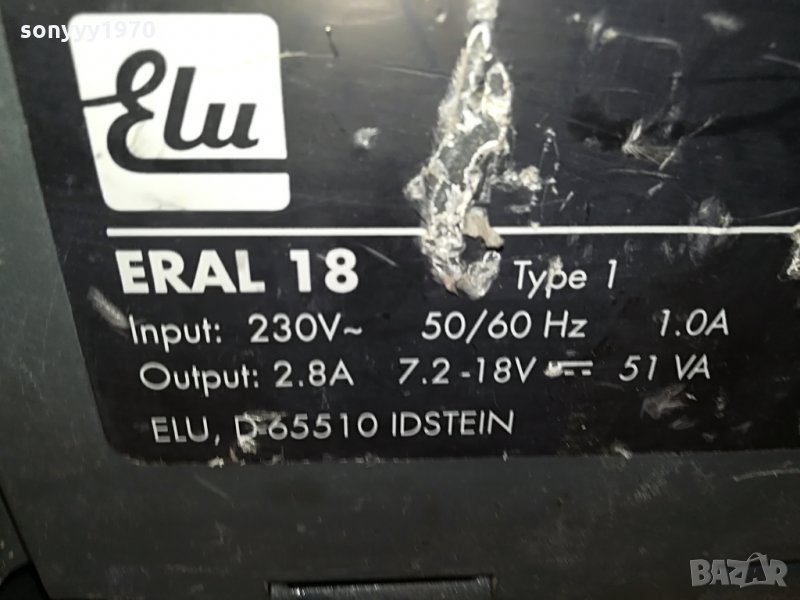 sonyyy1970
Elu
ERAL 18 Type 1
Input: 230V~ 50/60 Hz 1.0A
Output: 2.8A 7.2-18V⎓ 51 VA
ELU, D-65510 IDSTEIN
BAZAR